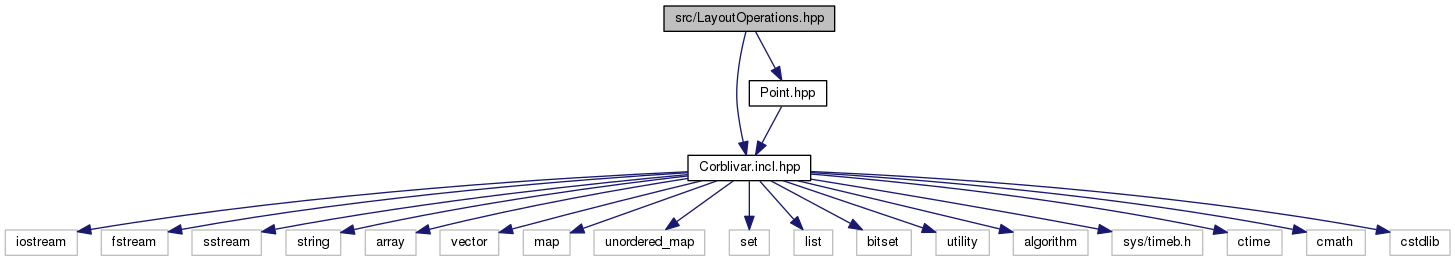 src/LayoutOperations.hpp
Point.hpp
Corblivar.incl.hpp
iostream
fstream
sstream
string
array
vector
map
unordered_map
set
list
bitset
utility
algorithm
sys/timeb.h
ctime
cmath
cstdlib